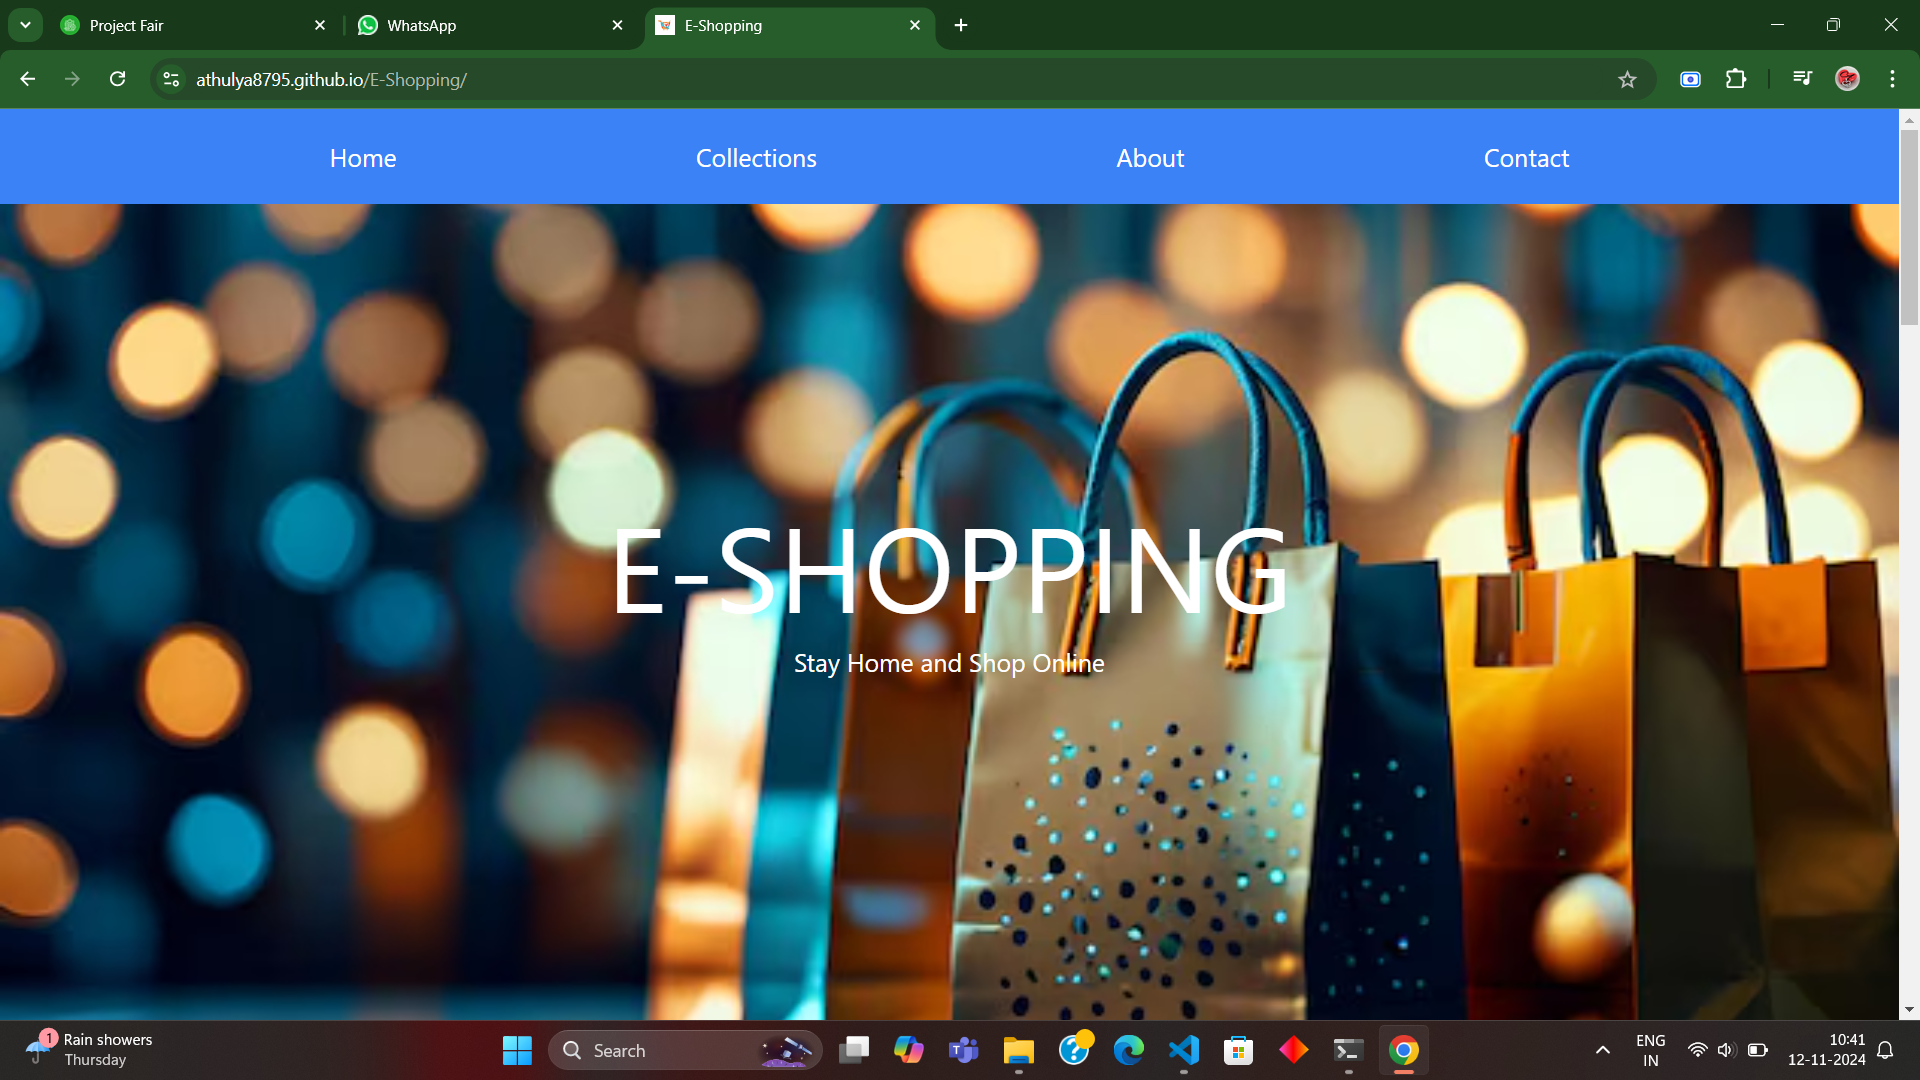 Project Fair
WhatsApp
E-Shopping
athulya8795.github.io/E-Shopping/
Home
Collections
About
Contact
E-SHOPPING
Stay Home and Shop Online
1
Rain showers
Thursday
Search
ENG
IN
10:41
12-11-2024